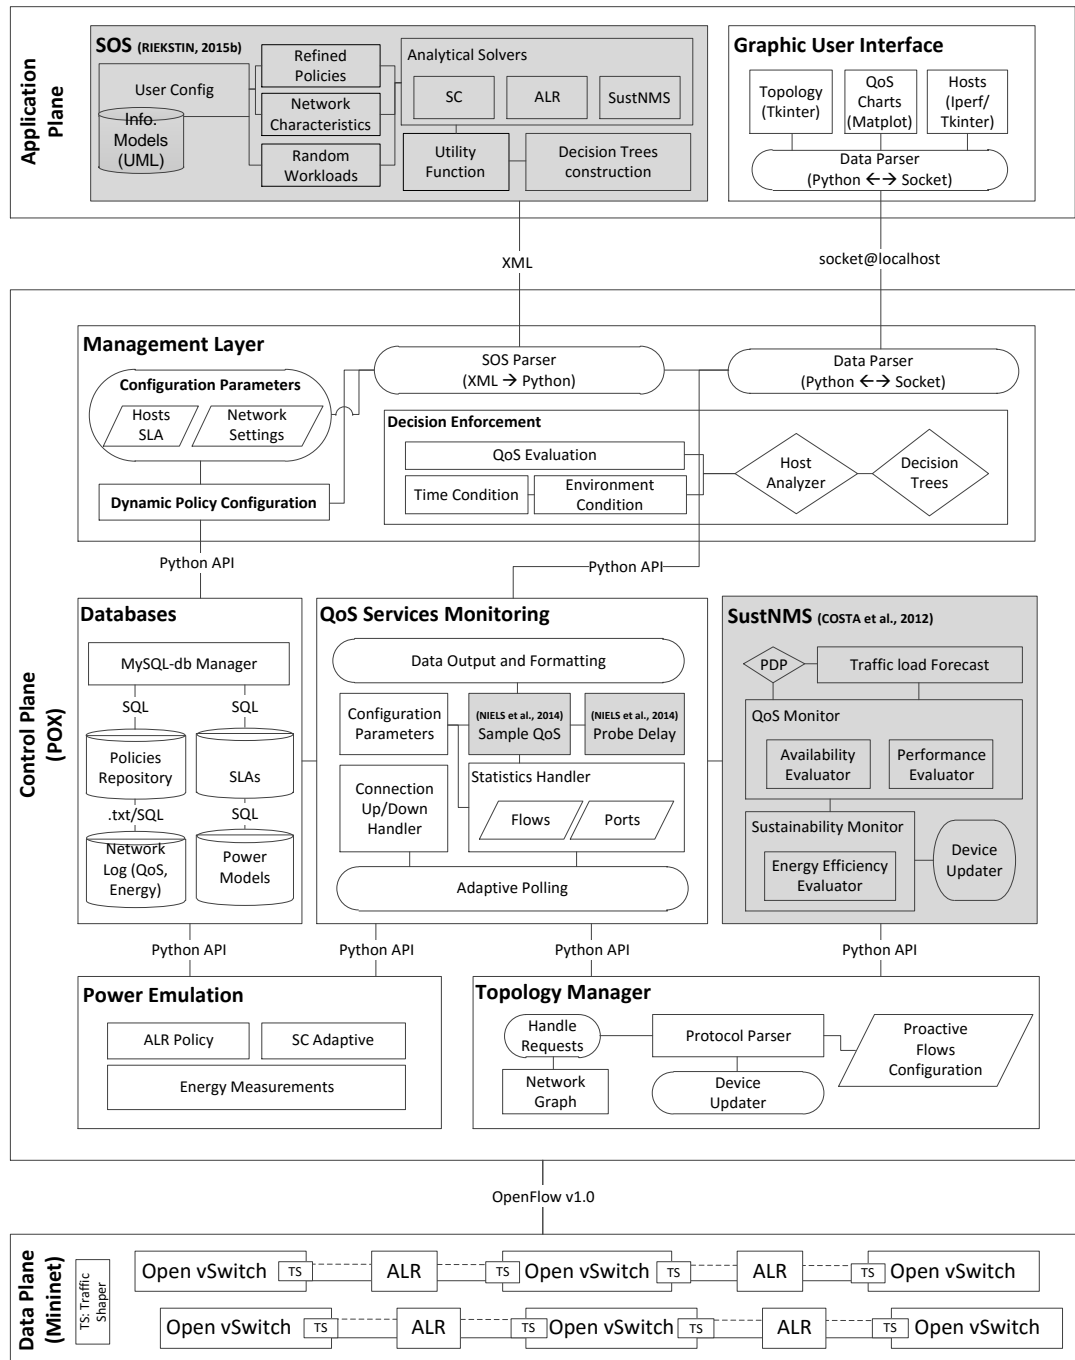 Application
Plane
SOS (RIEKSTIN, 2015b)
User Config
Info.
Models
(UML)
Refined
Policies
Network
Characteristics
Random
Workloads
Analytical Solvers
SC
ALR
SustNMS
Utility
Function
Decision Trees
construction
Graphic User Interface
Topology
(Tkinter)
QoS
Charts
(Matplot)
Hosts
(Iperf/
Tkinter)
Data Parser
(Python ←→ Socket)
XML
socket@localhost
Control Plane
(POX)
Management Layer
Configuration Parameters
Hosts
SLA
Network
Settings
Dynamic Policy Configuration
SOS Parser
(XML → Python)
Data Parser
(Python ←→ Socket)
Decision Enforcement
QoS Evaluation
Time Condition
Environment
Condition
Host
Analyzer
Decision
Trees
Python API
Python API
Databases
MySQL-db Manager
SQL
SQL
Policies
Repository
SLAs
.txt/SQL
SQL
Network
Log (QoS,
Energy)
Power
Models
QoS Services Monitoring
Data Output and Formatting
Configuration
Parameters
(NIELS et al., 2014)
Sample QoS
(NIELS et al., 2014)
Probe Delay
Connection
Up/Down
Handler
Statistics Handler
Flows
Ports
Adaptive Polling
SustNMS (COSTA et al., 2012)
PDP
Traffic load Forecast
QoS Monitor
Availability
Evaluator
Performance
Evaluator
Sustainability Monitor
Energy Efficiency
Evaluator
Device
Updater
Python API
Python API
Python API
Python API
Power Emulation
ALR Policy
SC Adaptive
Energy Measurements
Topology Manager
Handle
Requests
Network
Graph
Protocol Parser
Device
Updater
Proactive
Flows
Configuration
OpenFlow v1.0
Data Plane
(Mininet)
TS: Traffic
Shaper
Open vSwitch TS ALR TS Open vSwitch TS ALR TS Open vSwitch
Open vSwitch TS ALR TS Open vSwitch TS ALR TS Open vSwitch